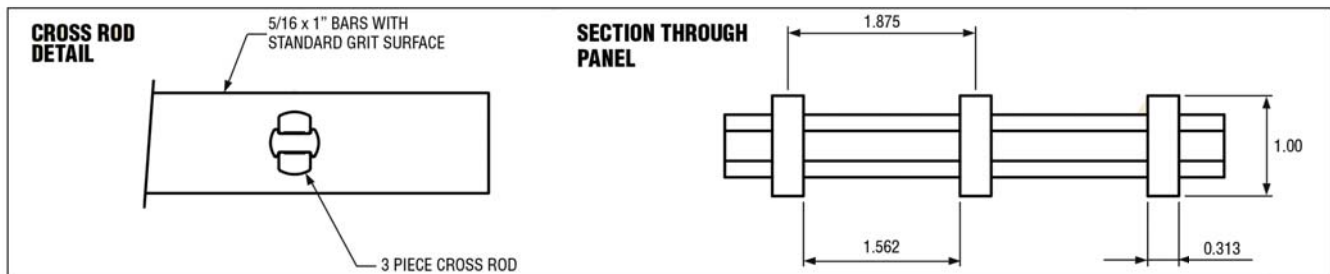 CROSS ROD
DETAIL
5/16 x 1” BARS WITH
STANDARD GRIT SURFACE
3 PIECE CROSS ROD
SECTION THROUGH
PANEL
1.875
1.00
1.562
0.313